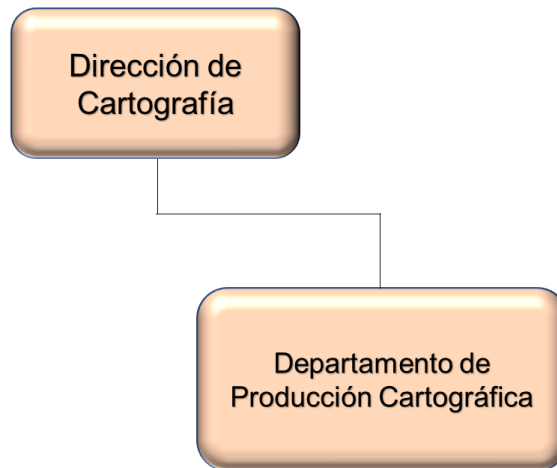 Dirección de
Cartografía
Departamento de
Producción Cartográfica